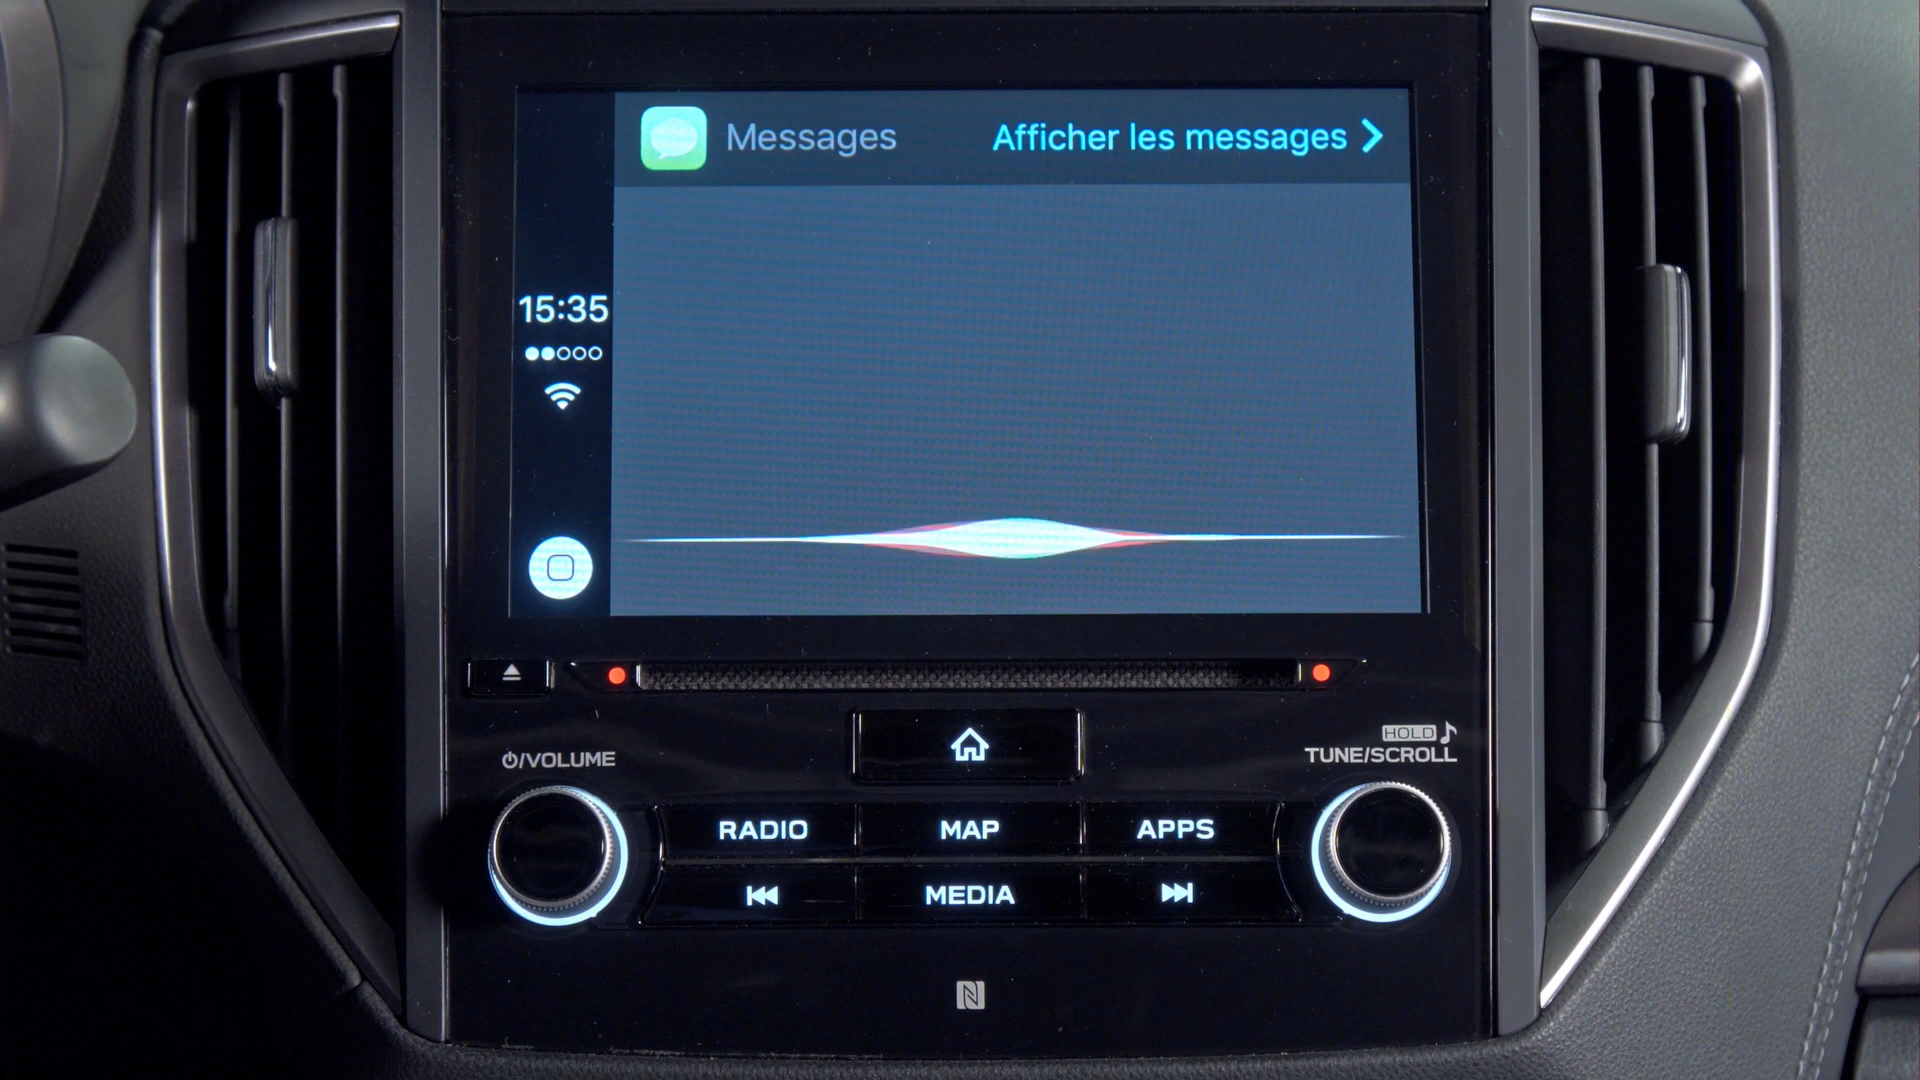 Messages
Afficher les messages
15:35
/VOLUME
HOLD
TUNE/SCROLL
RADIO
MAP
APPS
MEDIA
N